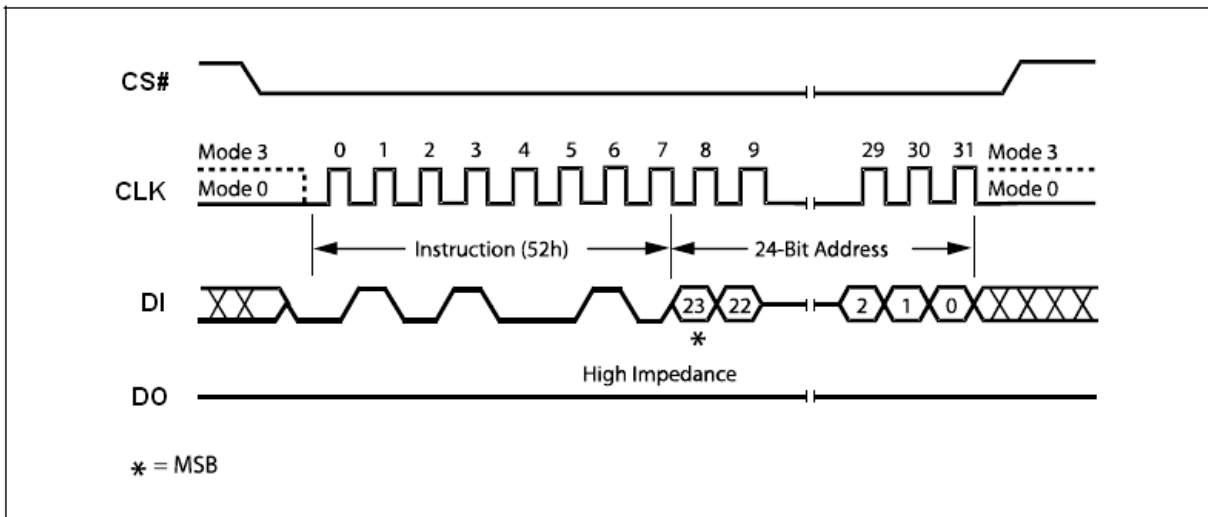 CS#
Mode 3
0 1 2 3 4 5 6 7 8 9 29 30 31
Mode 3
CLK
Mode 0
Mode 0
Instruction (52h)
24-Bit Address
DI
23 22 2 1 0
*
High Impedance
DO
* = MSB